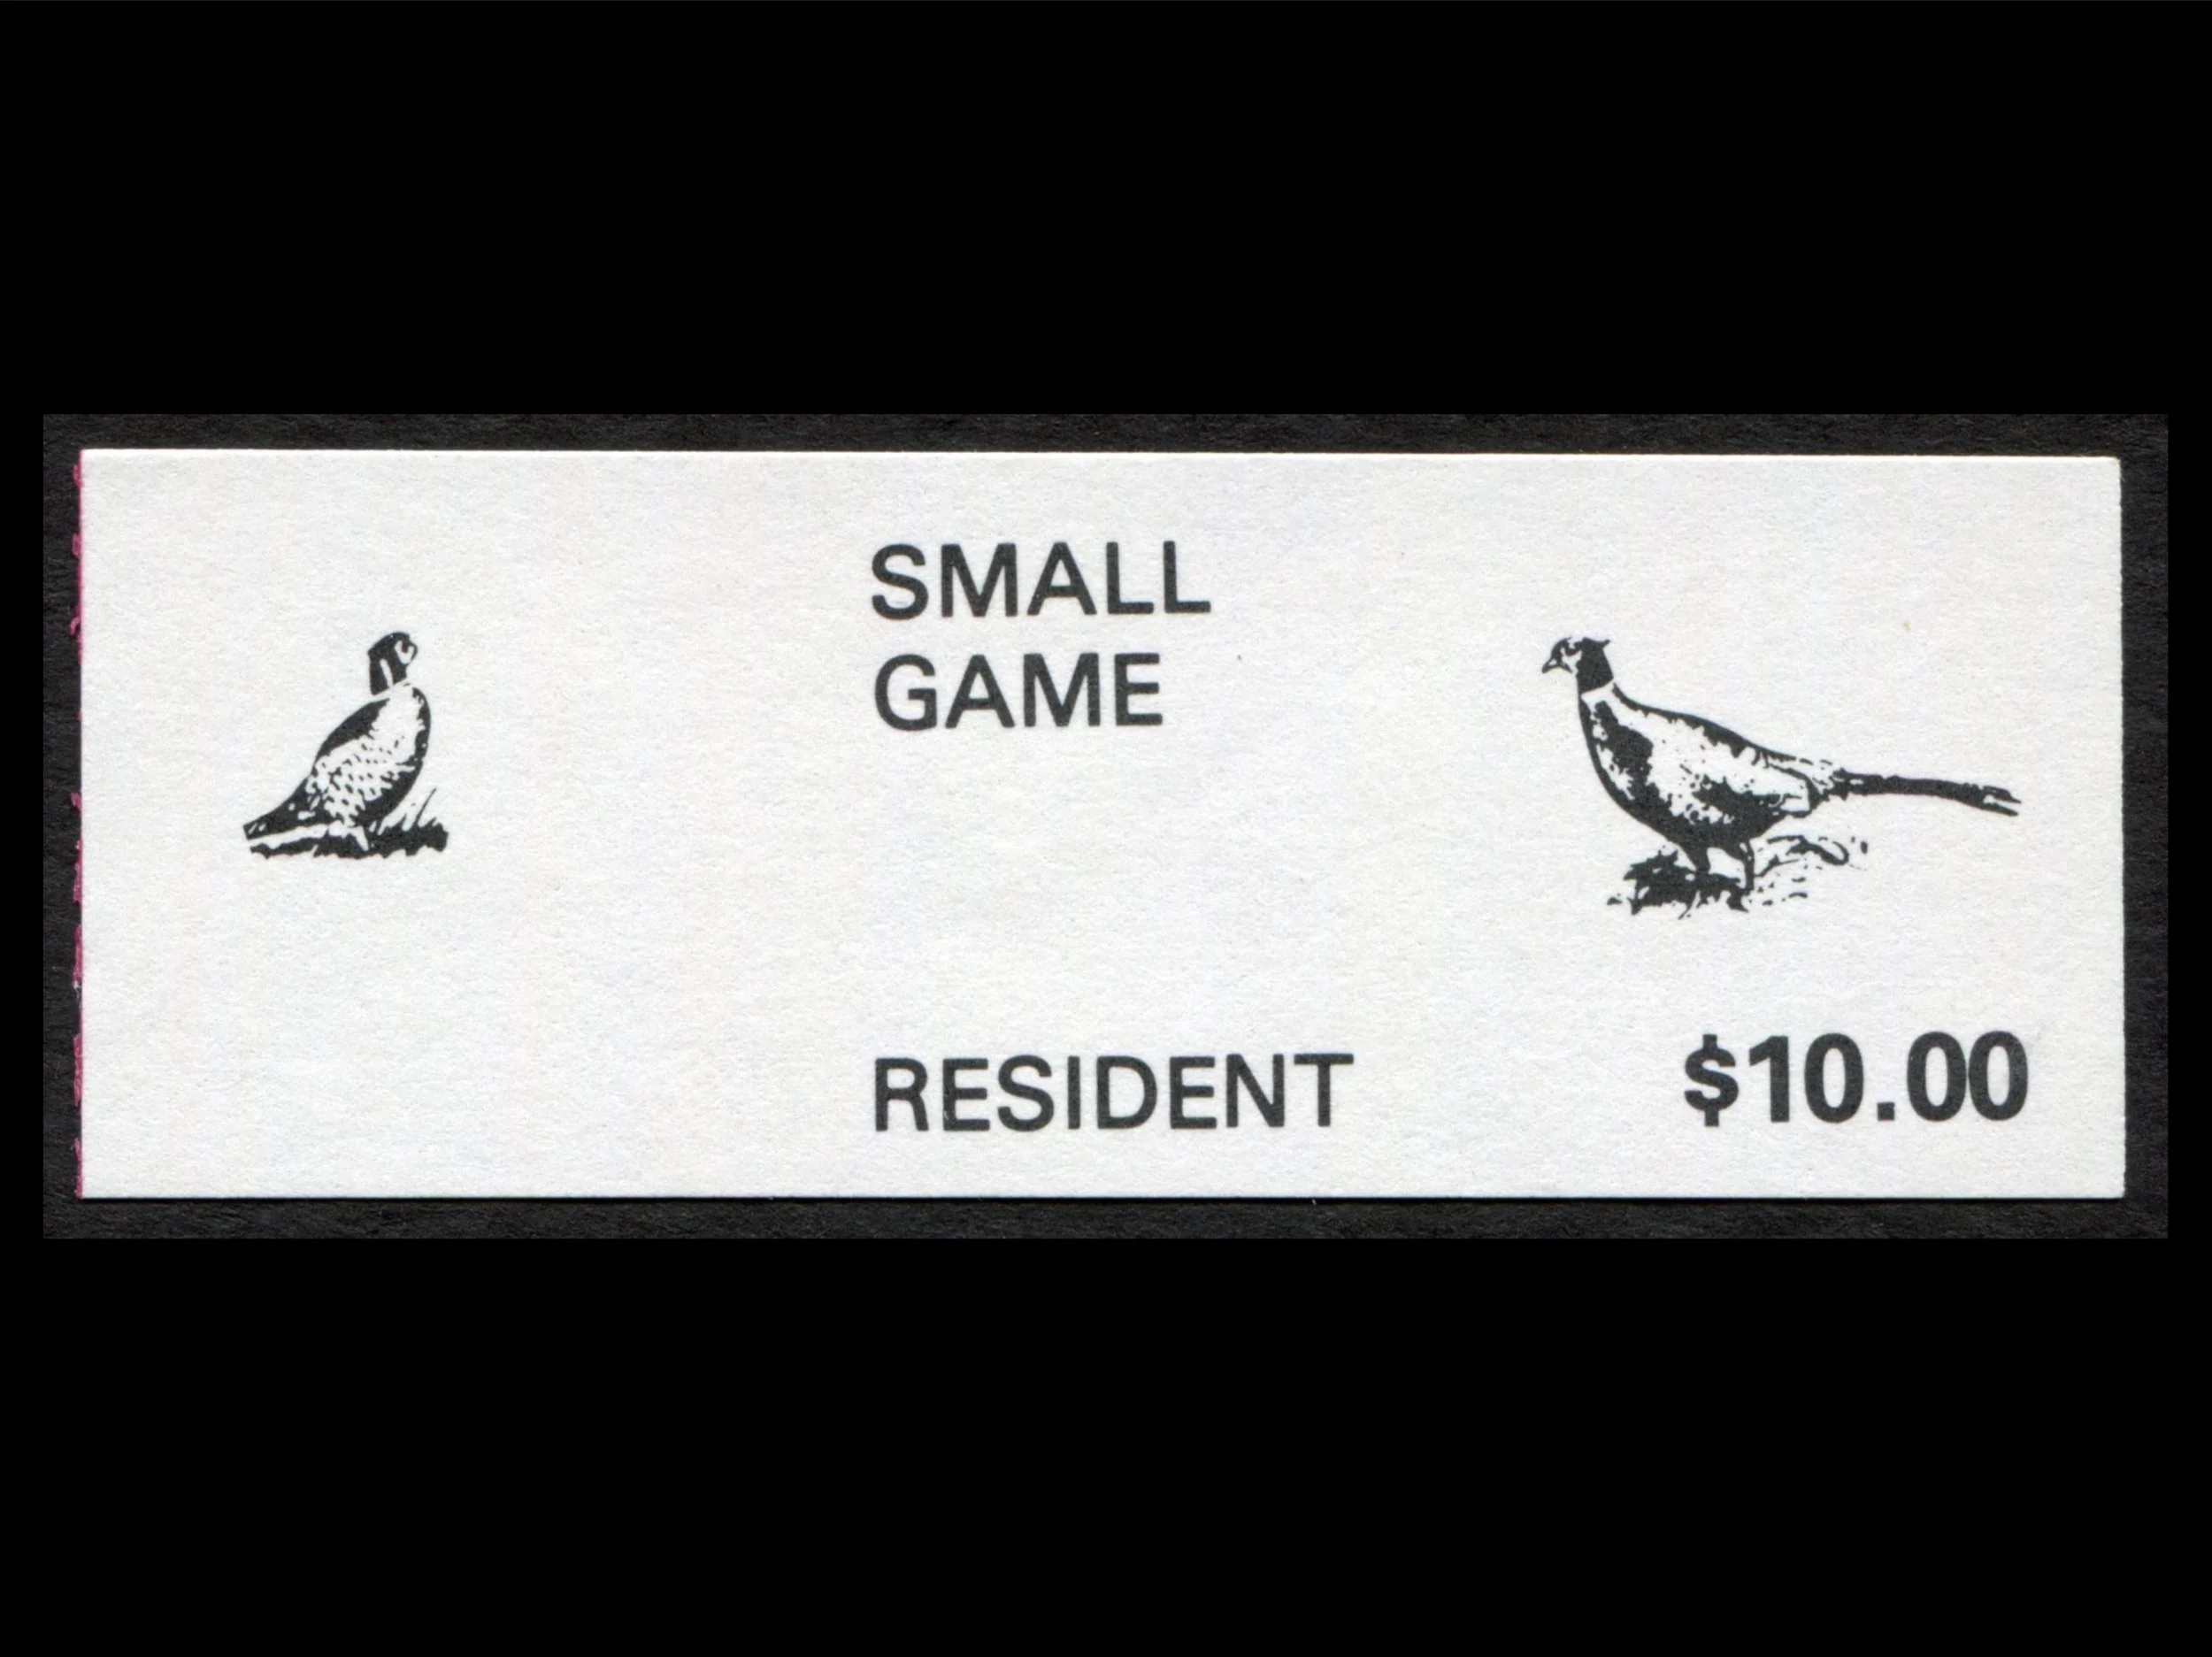 SMALL
GAME
RESIDENT
$10.00